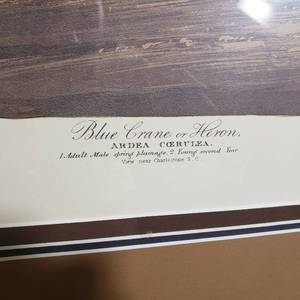 Blue Crane or Heron,
ARDEA CŒRULEA.
1. Adult Male spring plumage. 2. Young second Year
View near Charleston S.C.